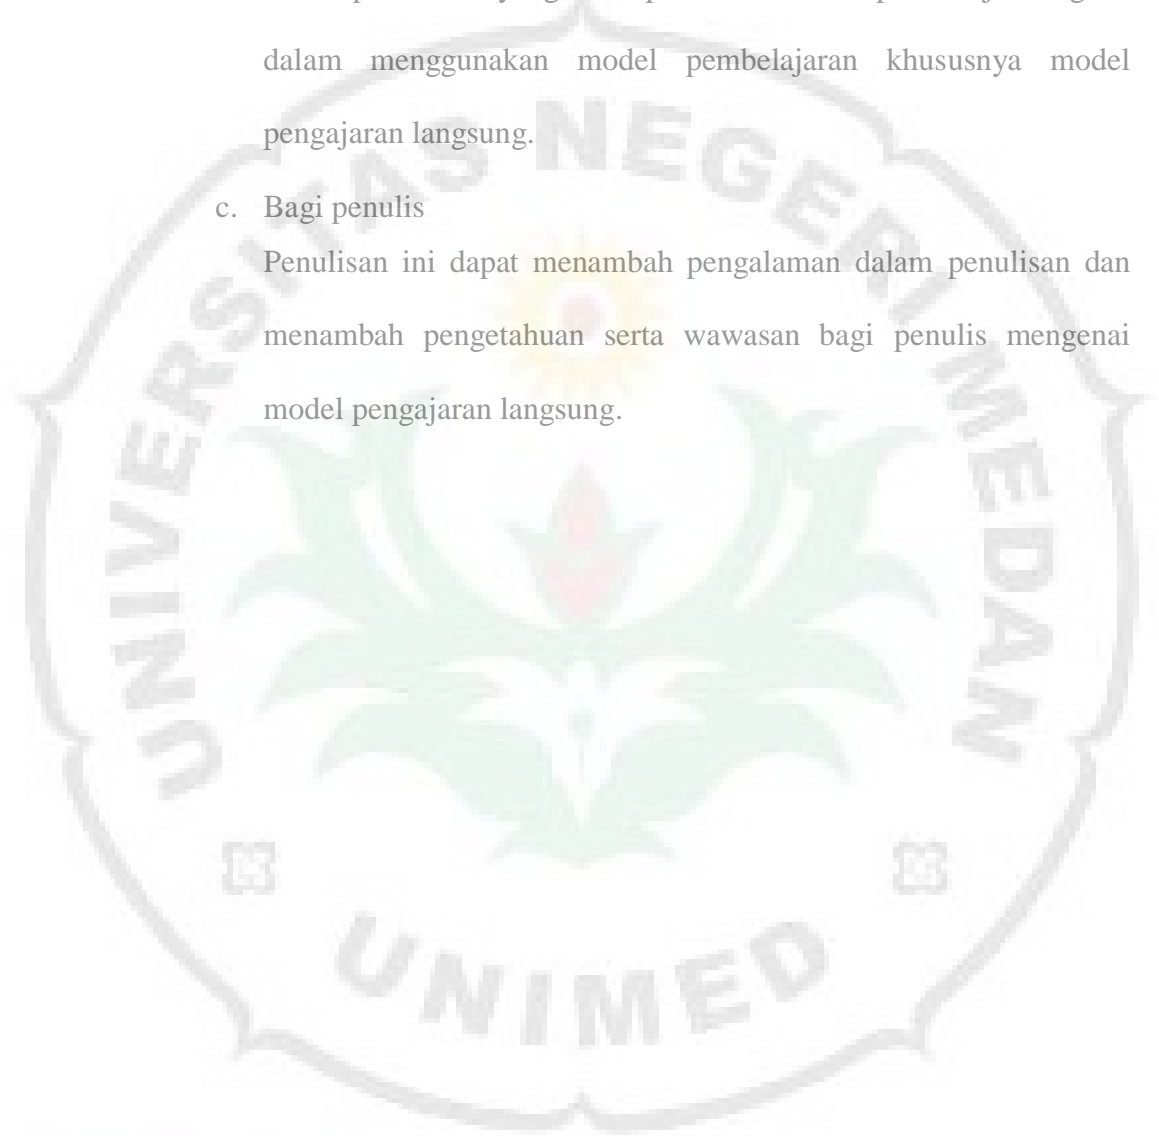 dalam menggunakan model pembelajaran khususnya model
pengajaran langsung.
c. Bagi penulis
Penulisan ini dapat menambah pengalaman dalam penulisan dan
menambah pengetahuan serta wawasan bagi penulis mengenai
model pengajaran langsung.
UNIVERSITAS NEGERI MEDAN
UNIMED